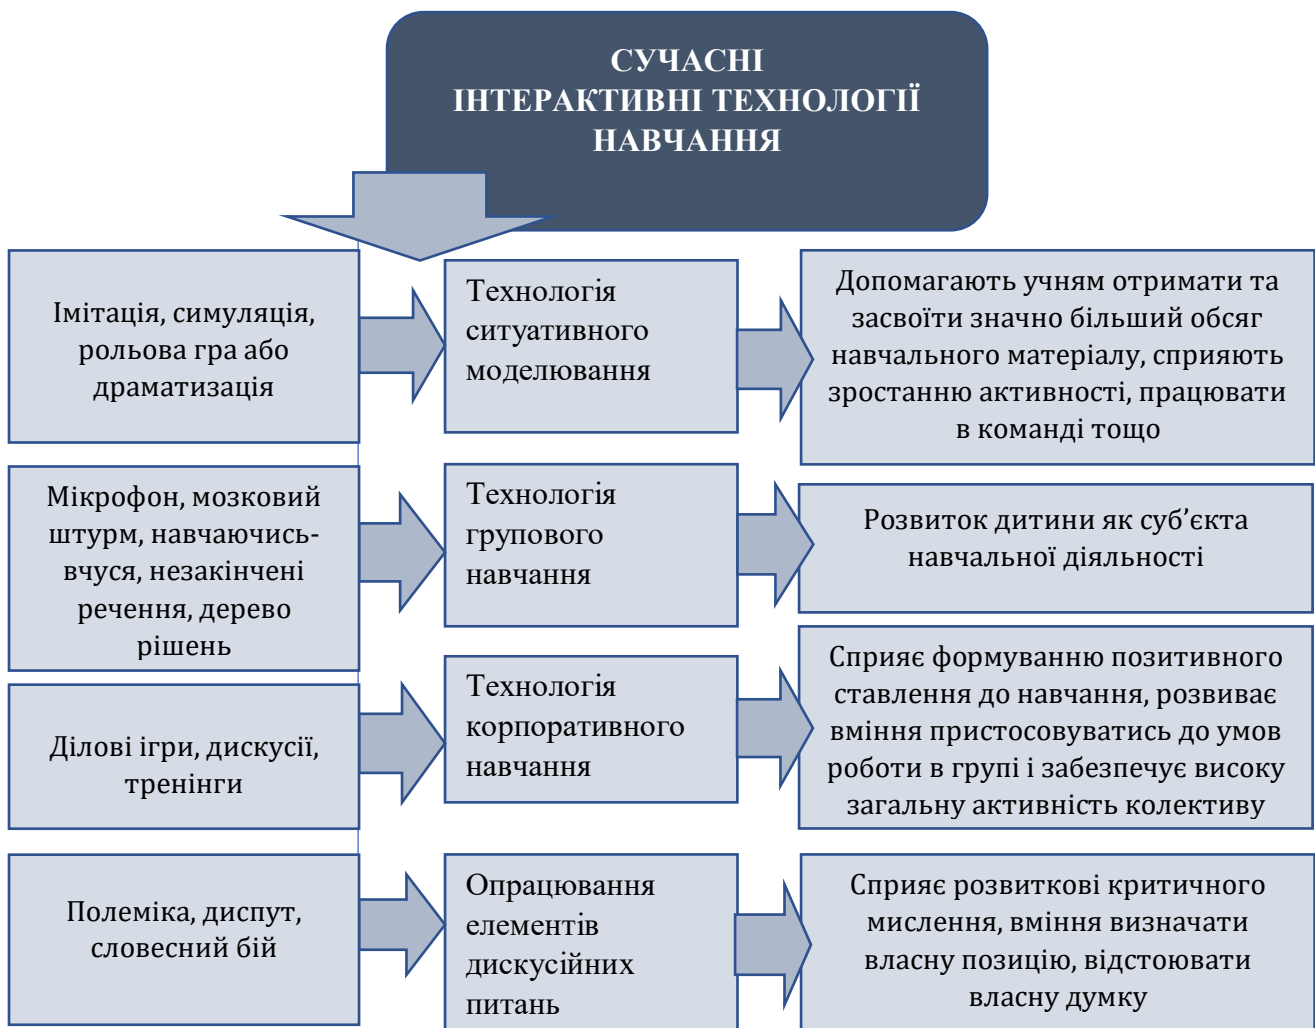 СУЧАСНІ
ІНТЕРАКТИВНІ ТЕХНОЛОГІЇ
НАВЧАННЯ
Імітація, симуляція,
рольова гра або
драматизація
Технологія
ситуативного
моделювання
Допомагають учням отримати та
засвоїти значно більший обсяг
навчального матеріалу, сприяють
зростанню активності, працювати
в команді тощо
Мікрофон, мозковий
штурм, навчаючись-
вчуся, незакінчені
речення, дерево
рішень
Технологія
групового
навчання
Розвиток дитини як суб’єкта
навчальної діяльності
Ділові ігри, дискусії,
тренінги
Технологія
корпоративного
навчання
Сприяє формуванню позитивного
ставлення до навчання, розвиває
вміння пристосовуватись до умов
роботи в групі і забезпечує високу
загальну активність колективу
Полеміка, диспут,
словесний бій
Опрацювання
елементів
дискусійних
питань
Сприяє розвиткові критичного
мислення, вміння визначати
власну позицію, відстоювати
власну думку